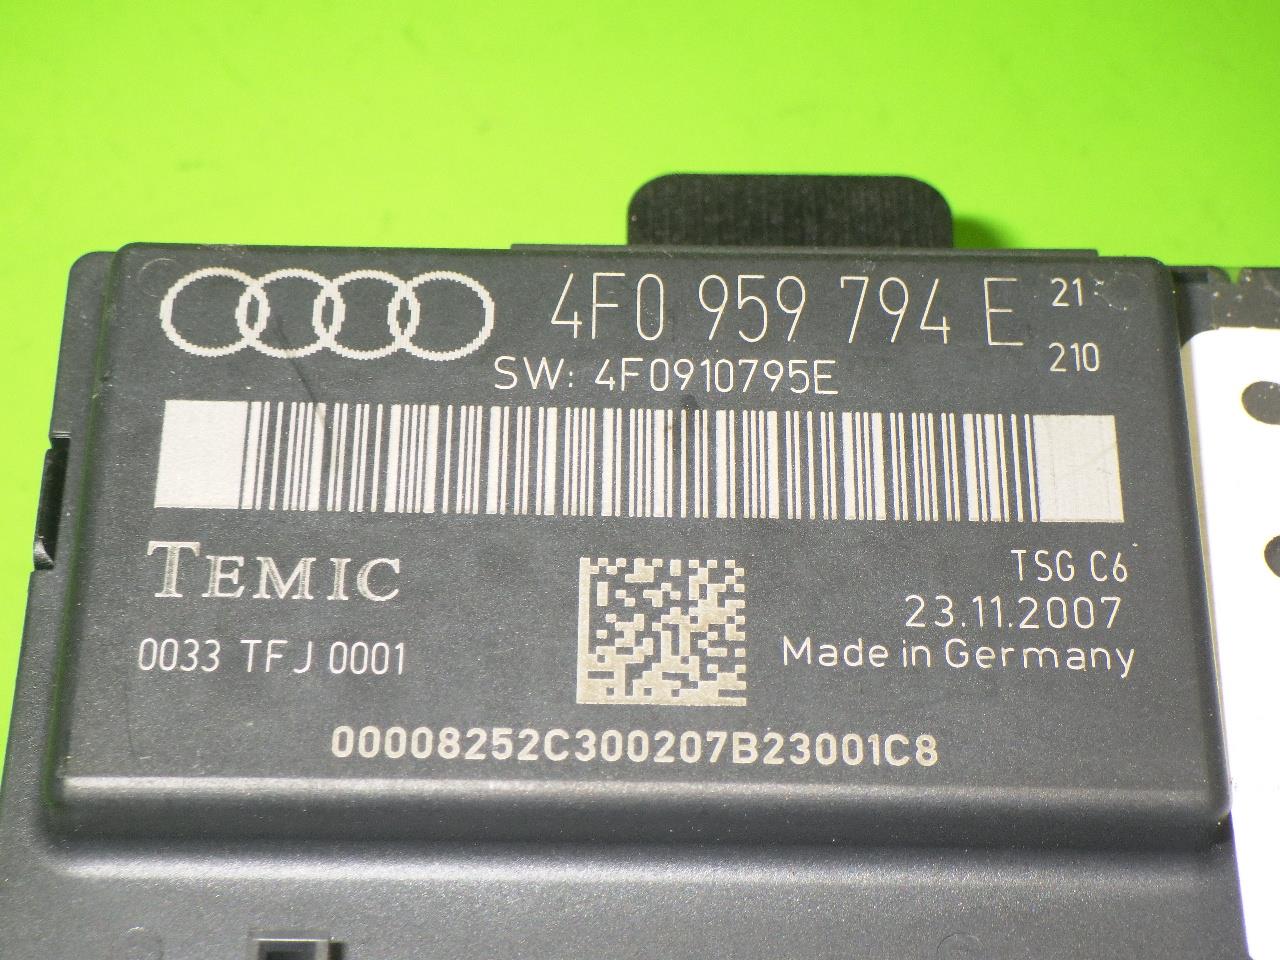 4F0 959 794 E 21
210
SW: 4F0910795E
TEMIC
TSG C6
23.11.2007
0033 TFJ 0001
Made in Germany
00008252C300207B23001C8